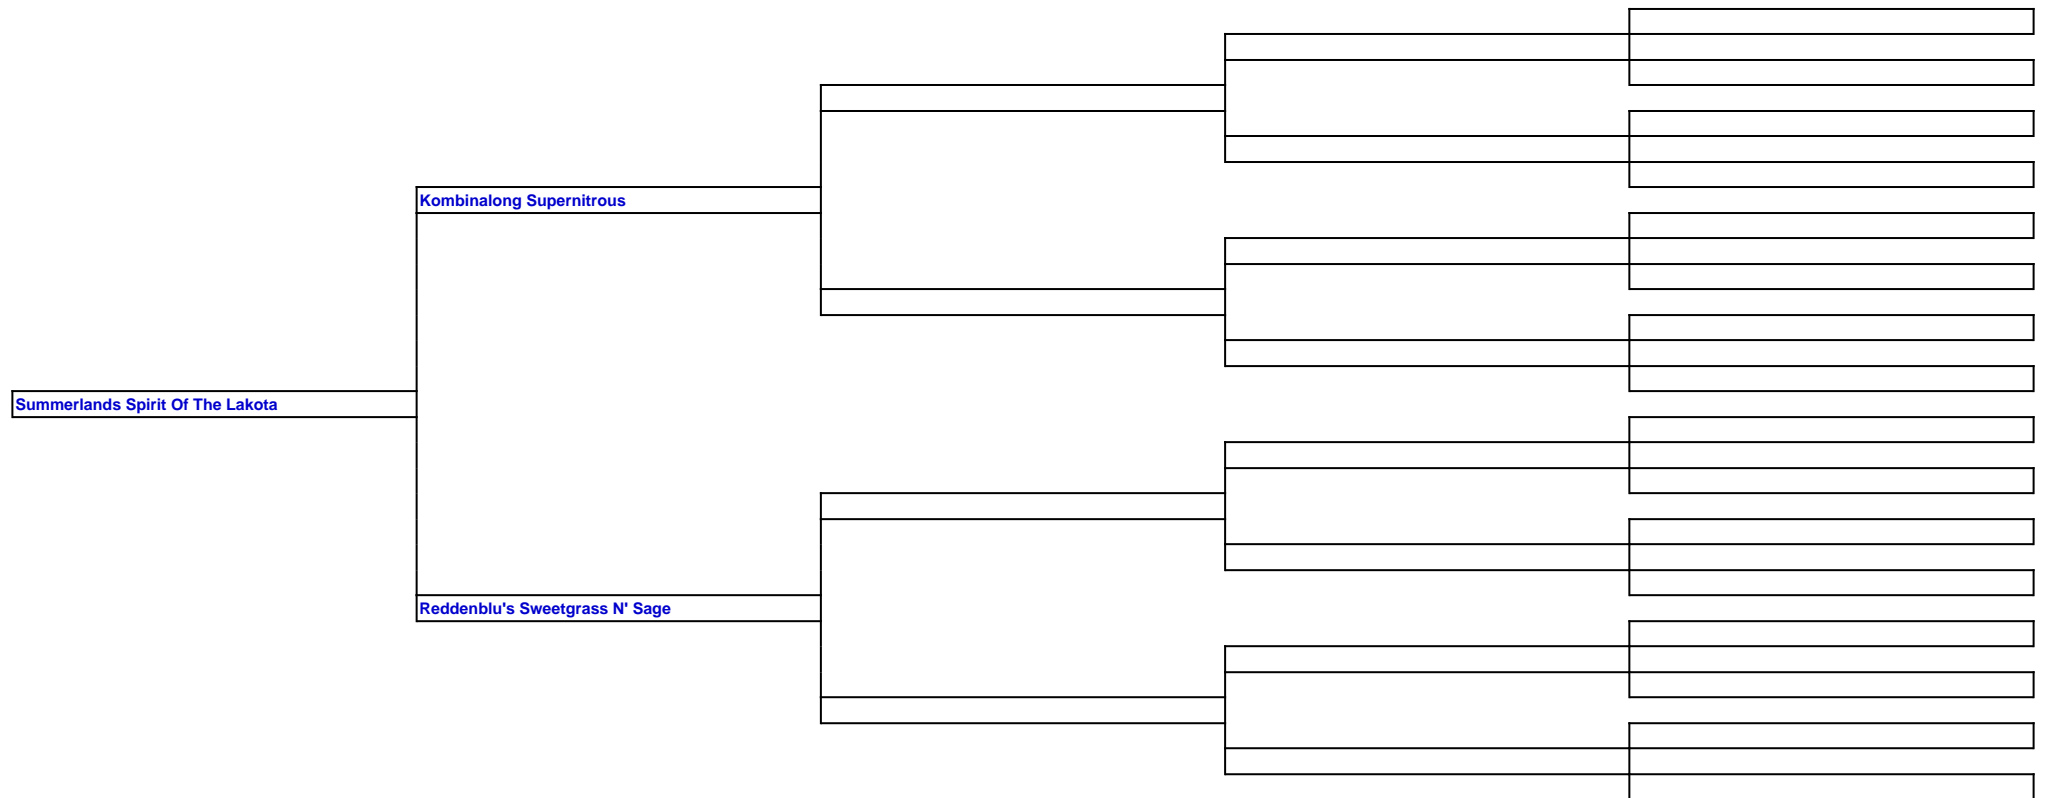 Kombinalong Supernitrous
Summerlands Spirit Of The Lakota
Reddenblu's Sweetgrass N' Sage